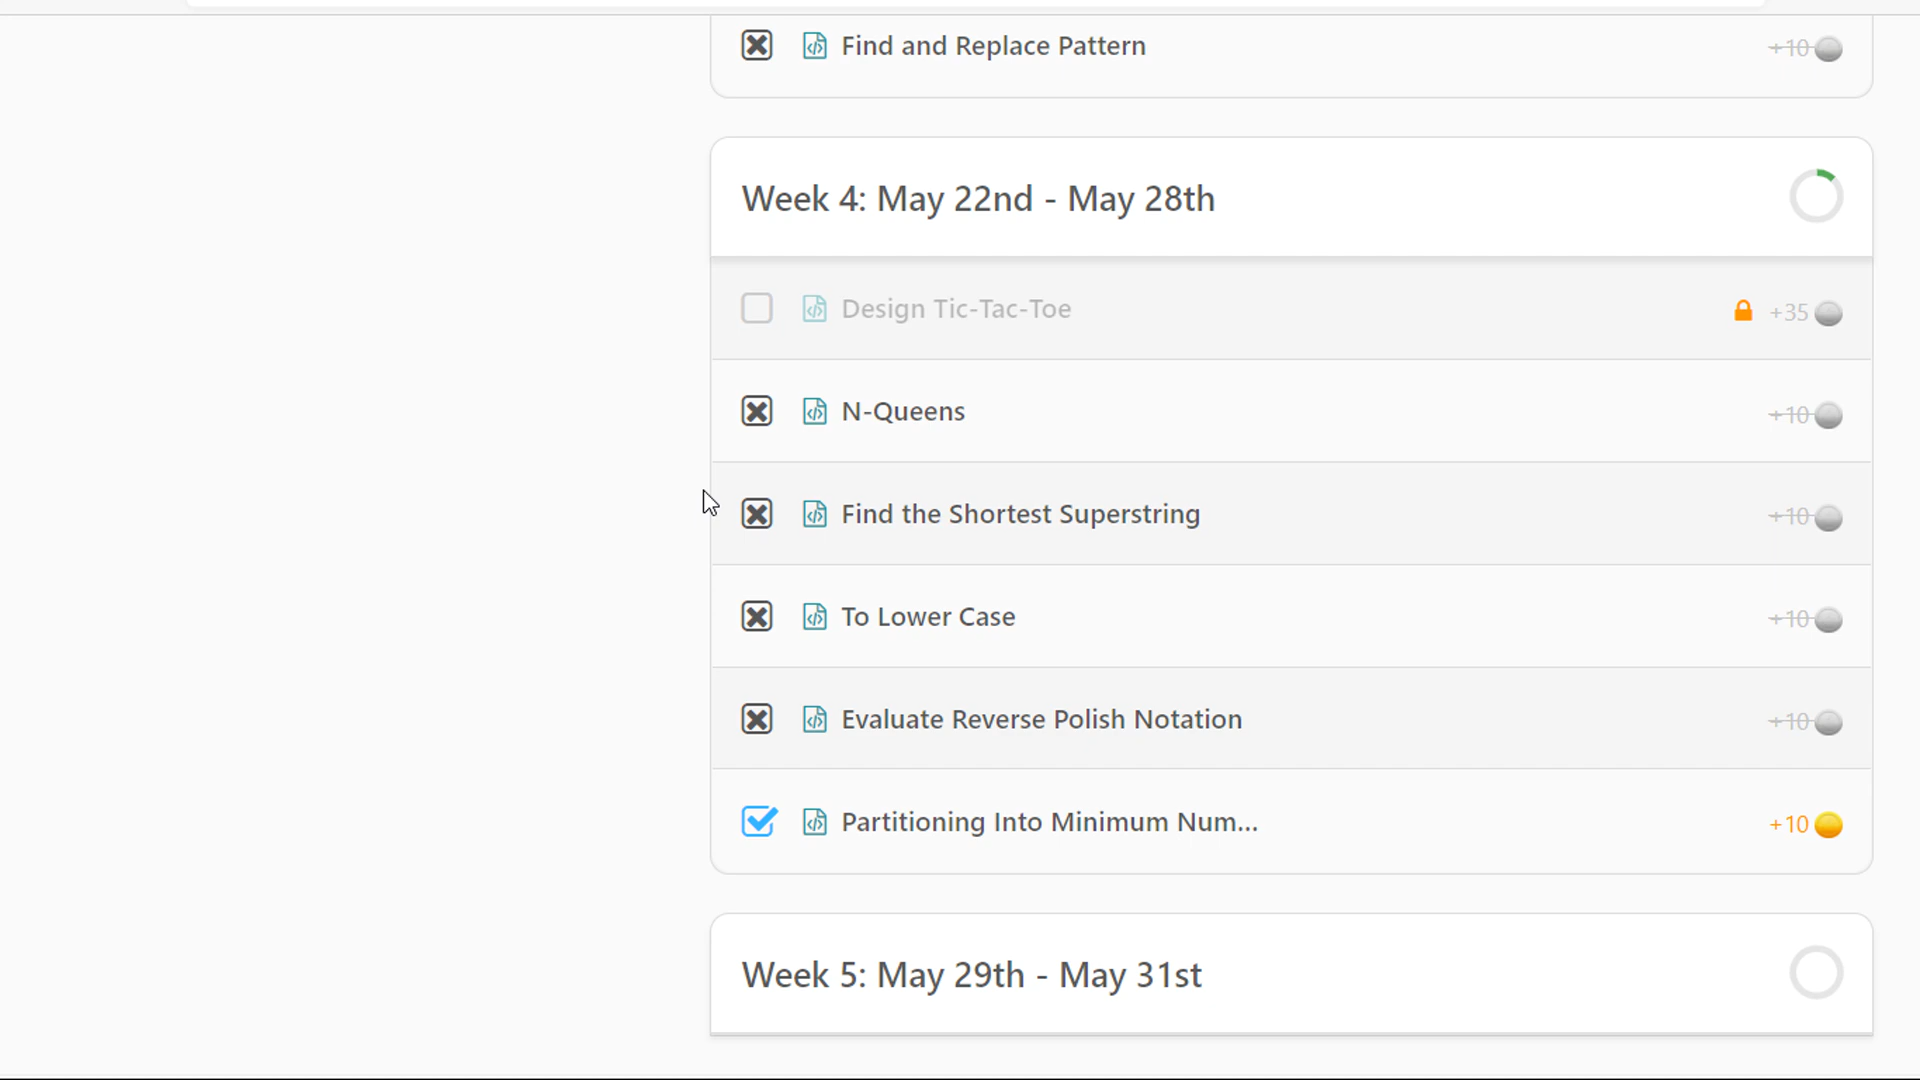 Find and Replace Pattern +10
Week 4: May 22nd - May 28th
Design Tic-Tac-Toe +35
N-Queens +10
Find the Shortest Superstring +10
To Lower Case +10
Evaluate Reverse Polish Notation +10
Partitioning Into Minimum Num... +10
Week 5: May 29th - May 31st